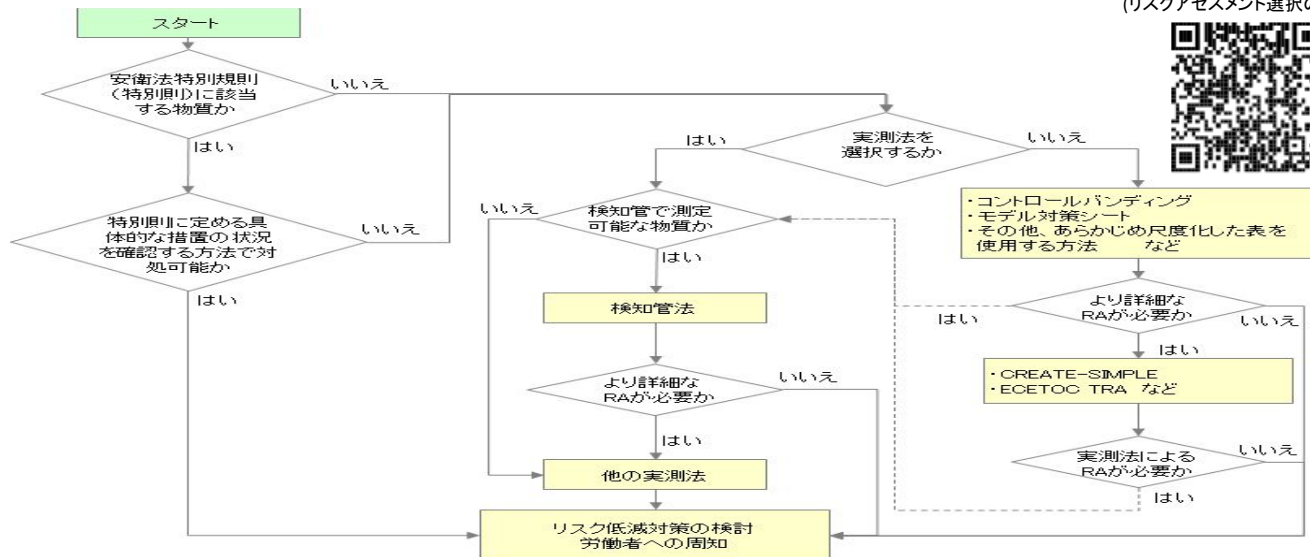 (リスクアセスメント選択の
スタート
安衛法特別規則
(特別則)に該当
する物質か
いいえ
はい
特別則に定める具
体的な措置の状況
を確認する方法で対
処可能か
いいえ
はい
実測法を
選択するか
はい
いいえ
検知管で測定
可能な物質か
いいえ
はい
検知管法
より詳細な
RAが必要か
いいえ
はい
他の実測法
・コントロールバンディング
・モデル対策シート
・その他、あらかじめ尺度化した表を
使用する方法 など
より詳細な
RAが必要か
はい
いいえ
はい
・CREATE-SIMPLE
・ECETOC TRA など
実測法による
RAが必要か
いいえ
はい
リスク低減対策の検討
労働者への周知